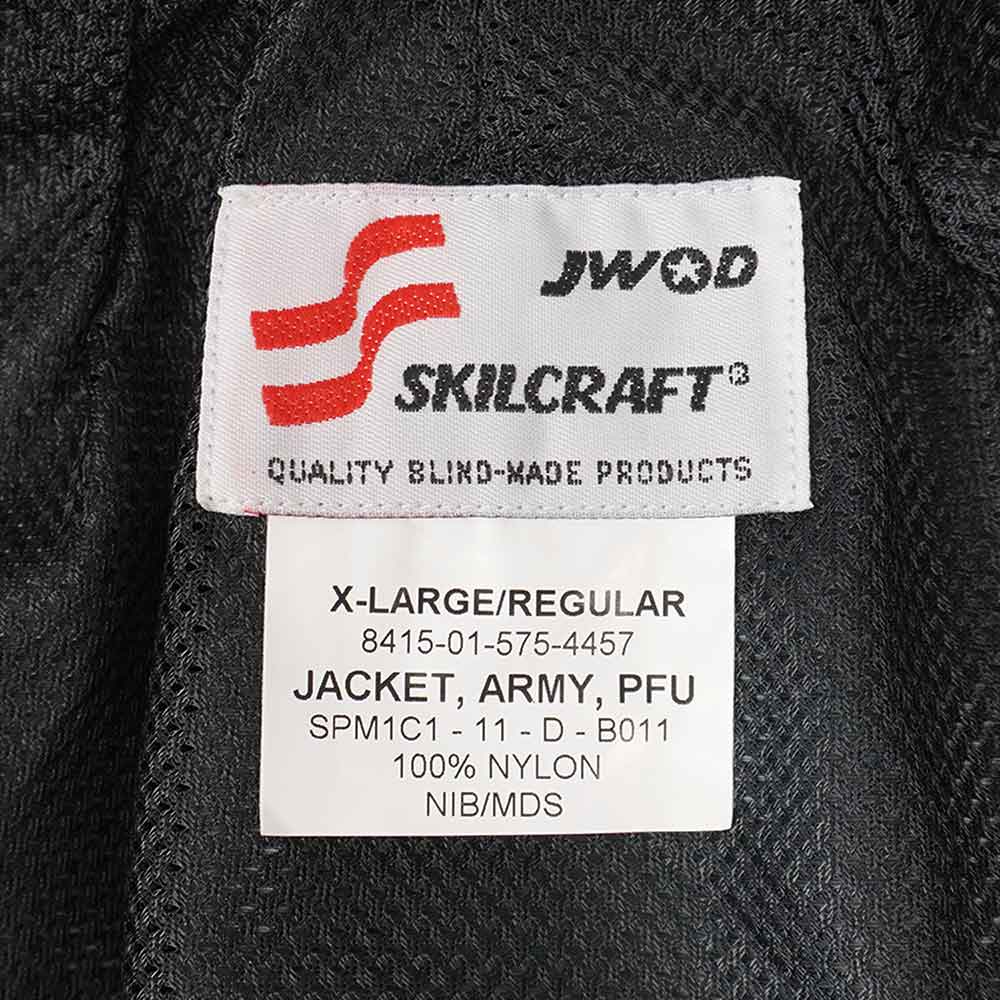 JWOD
SKILCRAFT®
QUALITY BLIND-MADE PRODUCTS
X-LARGE/REGULAR
8415-01-575-4457
JACKET, ARMY, PFU
SPM1C1 - 11 - D - B011
100% NYLON
NIB/MDS